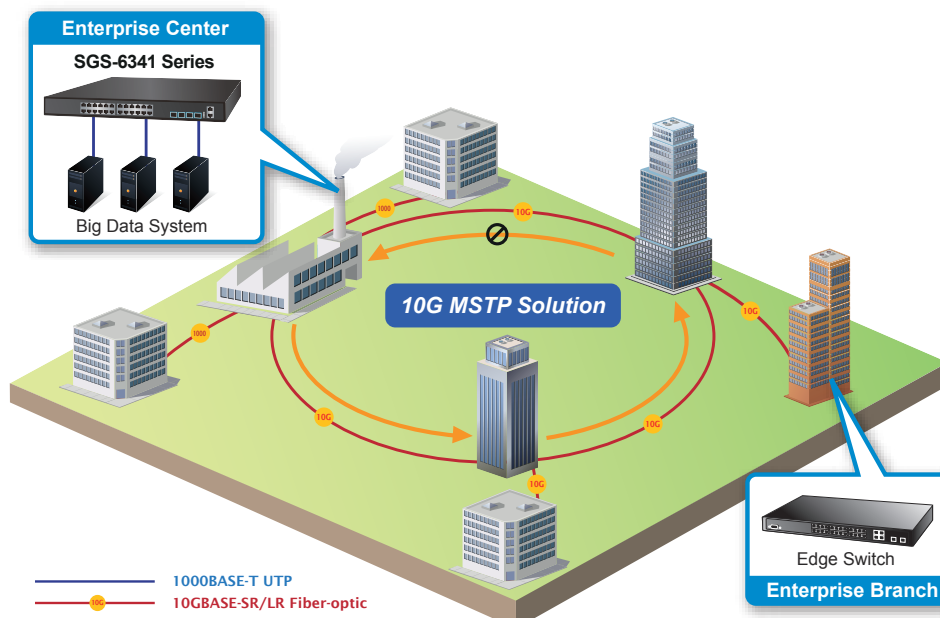 Enterprise Center
SGS-6341 Series
Big Data System
1000
10G
10G MSTP Solution
1000
10G
10G
10G
10G
Edge Switch
Enterprise Branch
1000BASE-T UTP
10G
10GBASE-SR/LR Fiber-optic